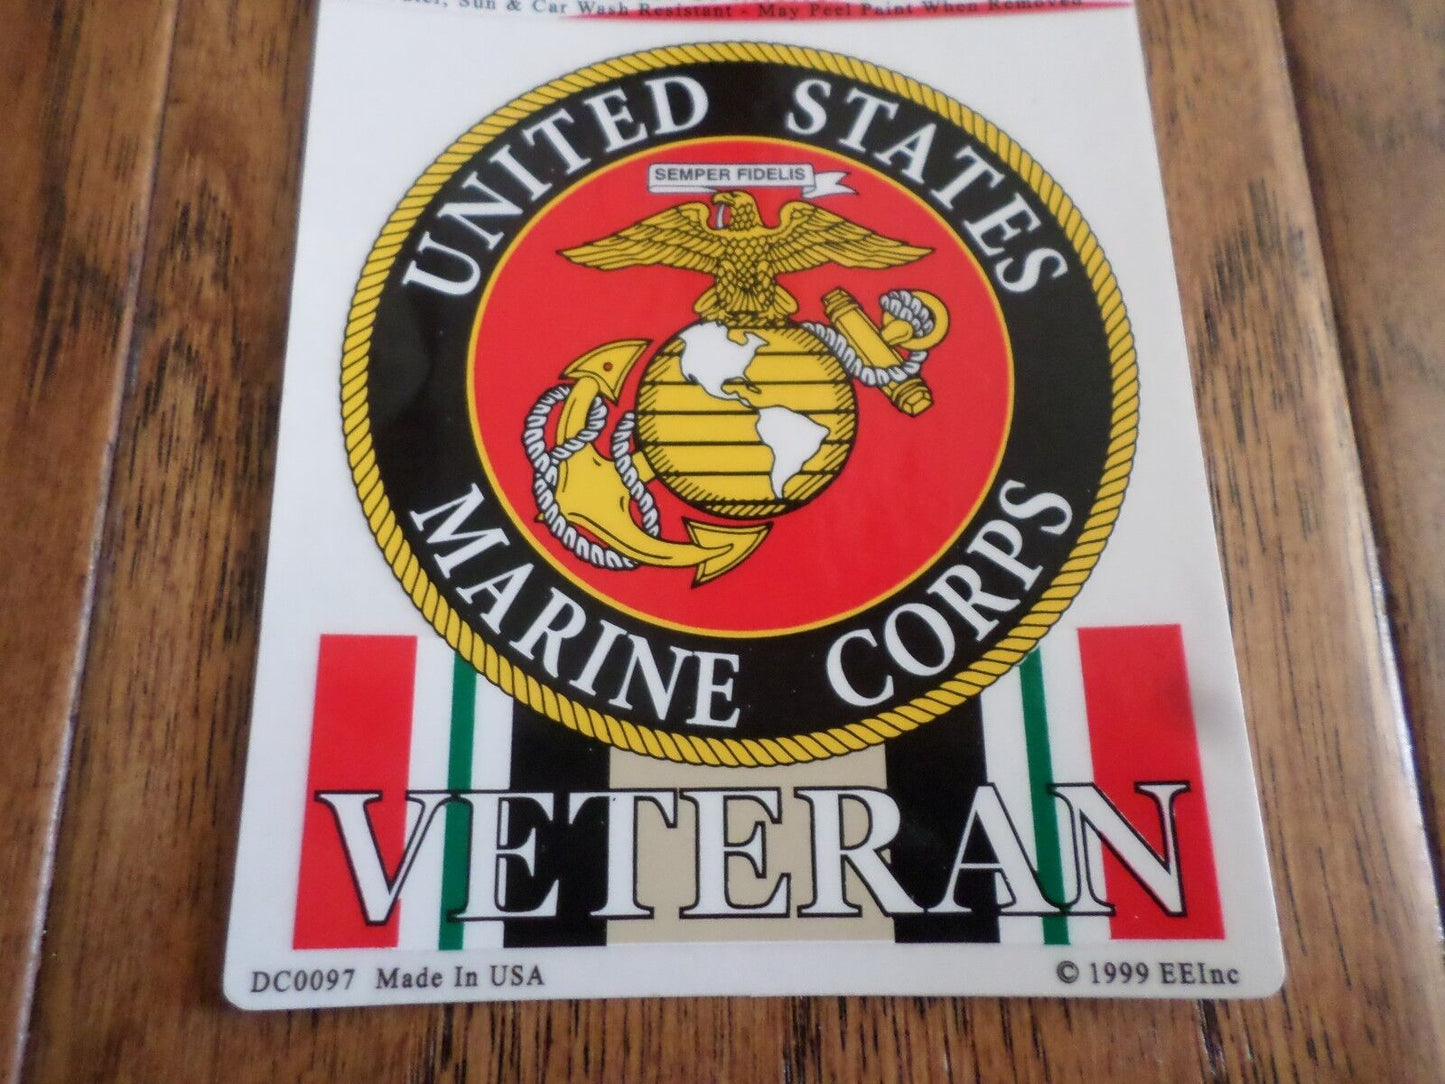 Sun & Car Wash Resistant - May Peel Paint When Removed
UNITED STATES
SEMPER FIDELIS
MARINE CORPS
VETERAN
DC0097 Made In USA
© 1999 EEInc